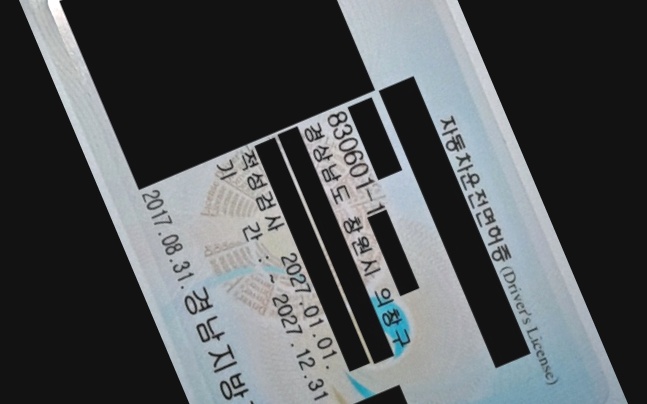 자동차운전면허증 (Driver's License)
830601-1
경상남도 창원시 의창구
적성검사 2027.01.01.
기 간 : ~ 2027.12.31
2017.08.31. 경남지방